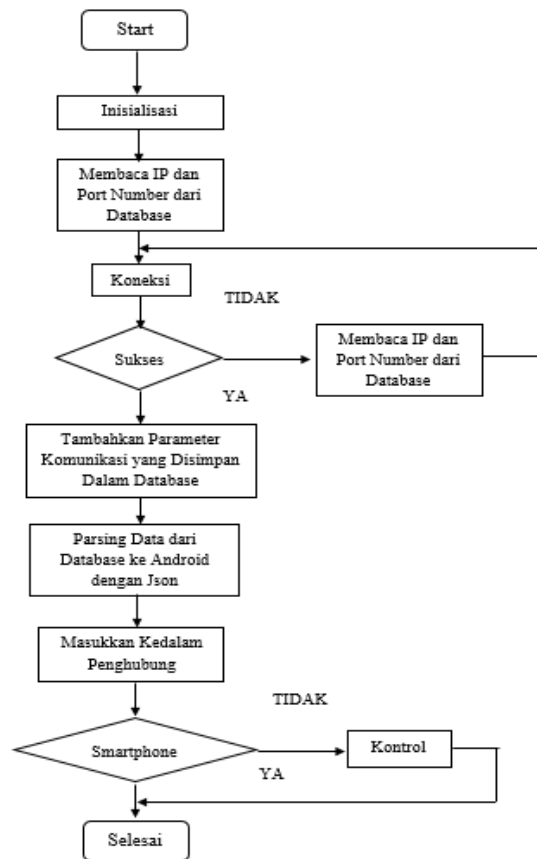 Start
Inisialisasi
Membaca IP dan
Port Number dari
Database
Koneksi
TIDAK
Sukses
Membaca IP dan
Port Number dari
Database
YA
Tambahkan Parameter
Komunikasi yang Disimpan
Dalam Database
Parsing Data dari
Database ke Android
dengan Json
Masukkan Kedalam
Penghubung
TIDAK
Smartphone
Kontrol
YA
Selesai